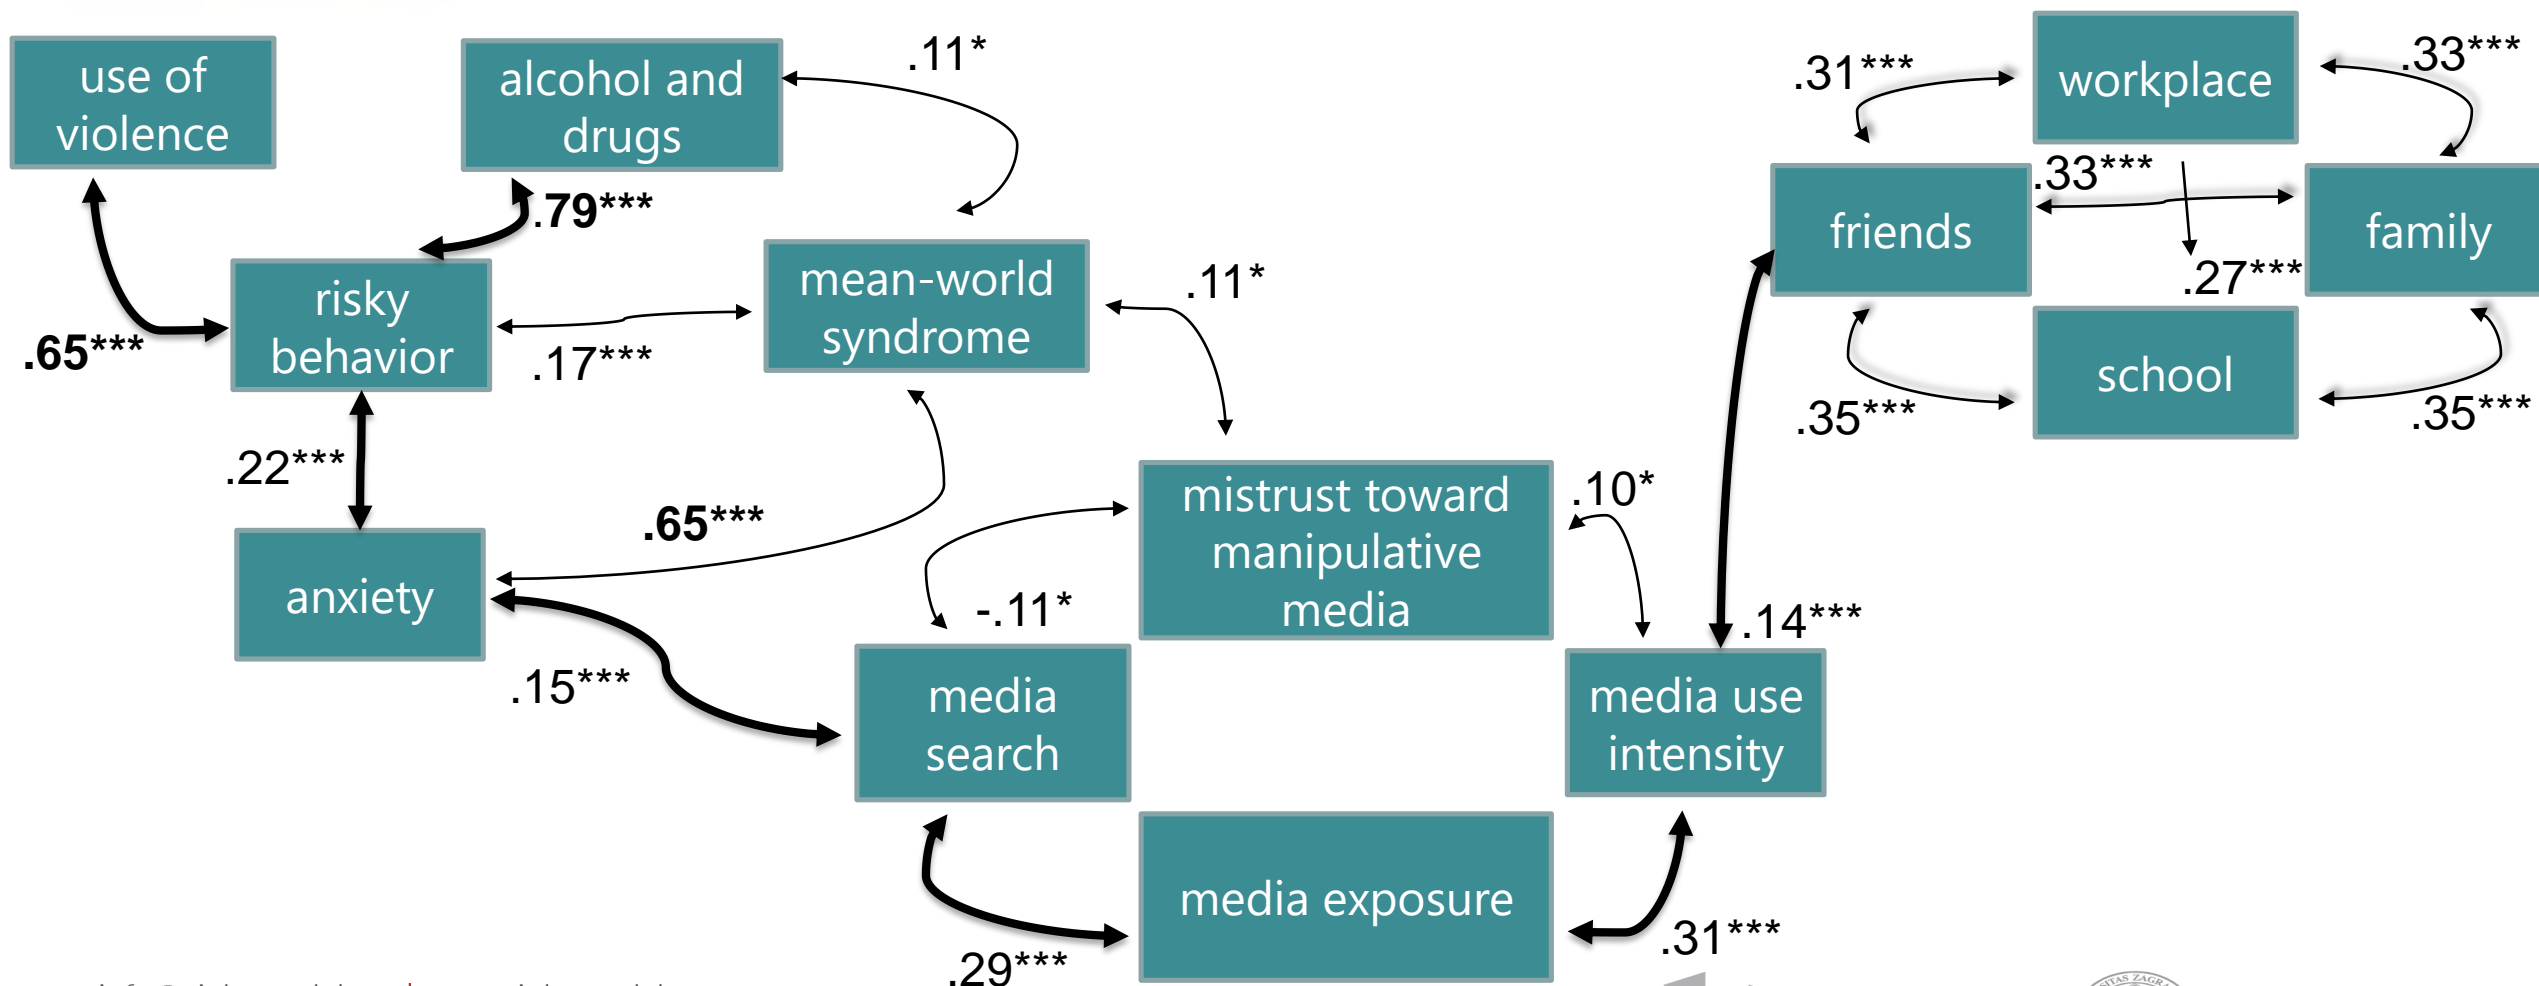 use of
violence
alcohol and
drugs
.11*
.31***
workplace
.33***
.79***
.33***
friends
family
.27***
risky
behavior
.65***
.17***
mean-world
syndrome
.11*
school
.35***
.35***
.22***
.65***
mistrust toward
manipulative
media
.10*
anxiety
-.11*
.14***
.15***
media
search
media use
intensity
media exposure
.31***
.29***